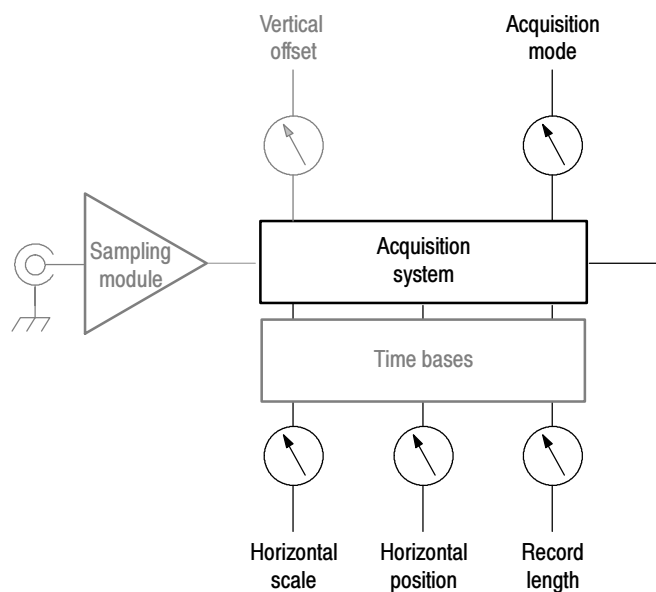 Vertical
offset
Acquisition
mode
Sampling
module
Acquisition
system
Time bases
Horizontal
scale
Horizontal
position
Record
length